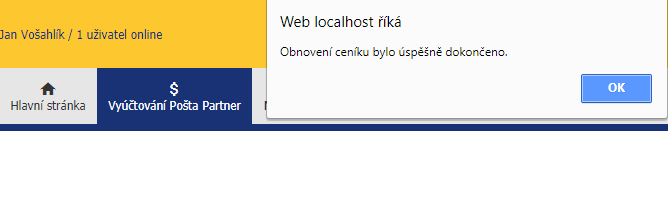 Jan Vošahlík / 1 uživatel online
Web localhost říká
Obnovení ceníku bylo úspěšně dokončeno.
OK
Hlavní stránka
$
Vyúčtování Pošta Partner